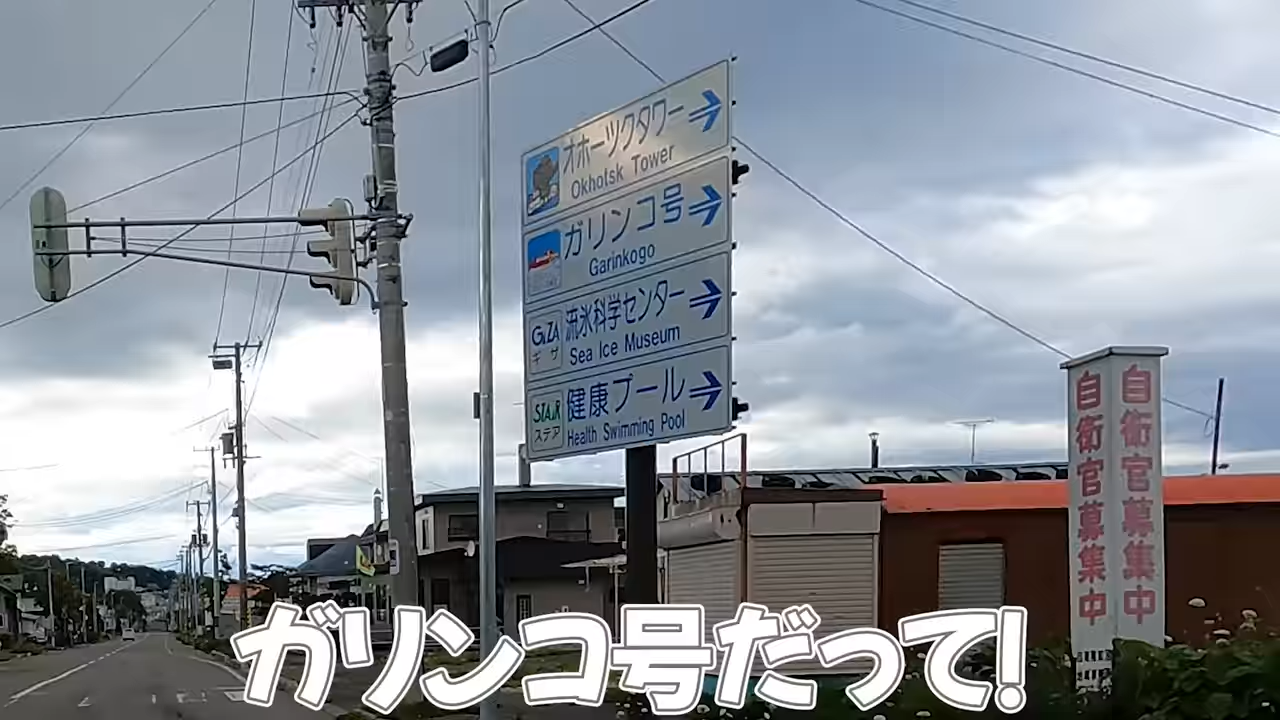 オホーツクタワー
Okhotsk Tower
ガリンコ号
Garinkogo
GIZA
ギザ
流氷科学センター
Sea Ice Museum
STAiR
ステア
健康プール
Health Swimming Pool
自衛官募集中
自衛官募集中
ガリンコ号だって!